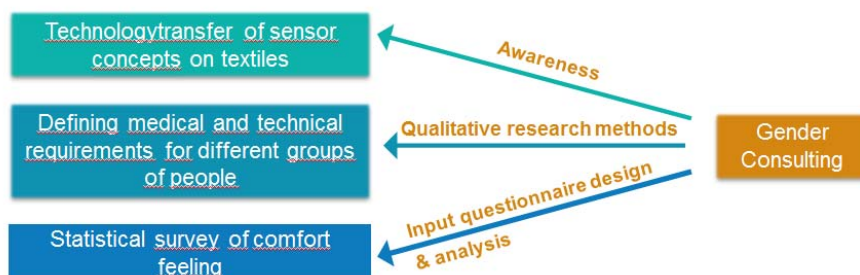 Technologytransfer of sensor
concepts on textiles
Awareness
Defining medical and technical
requirements for different groups
of people
Qualitative research methods
Gender
Consulting
Input questionnaire design
& analysis
Statistical survey of comfort
feeling